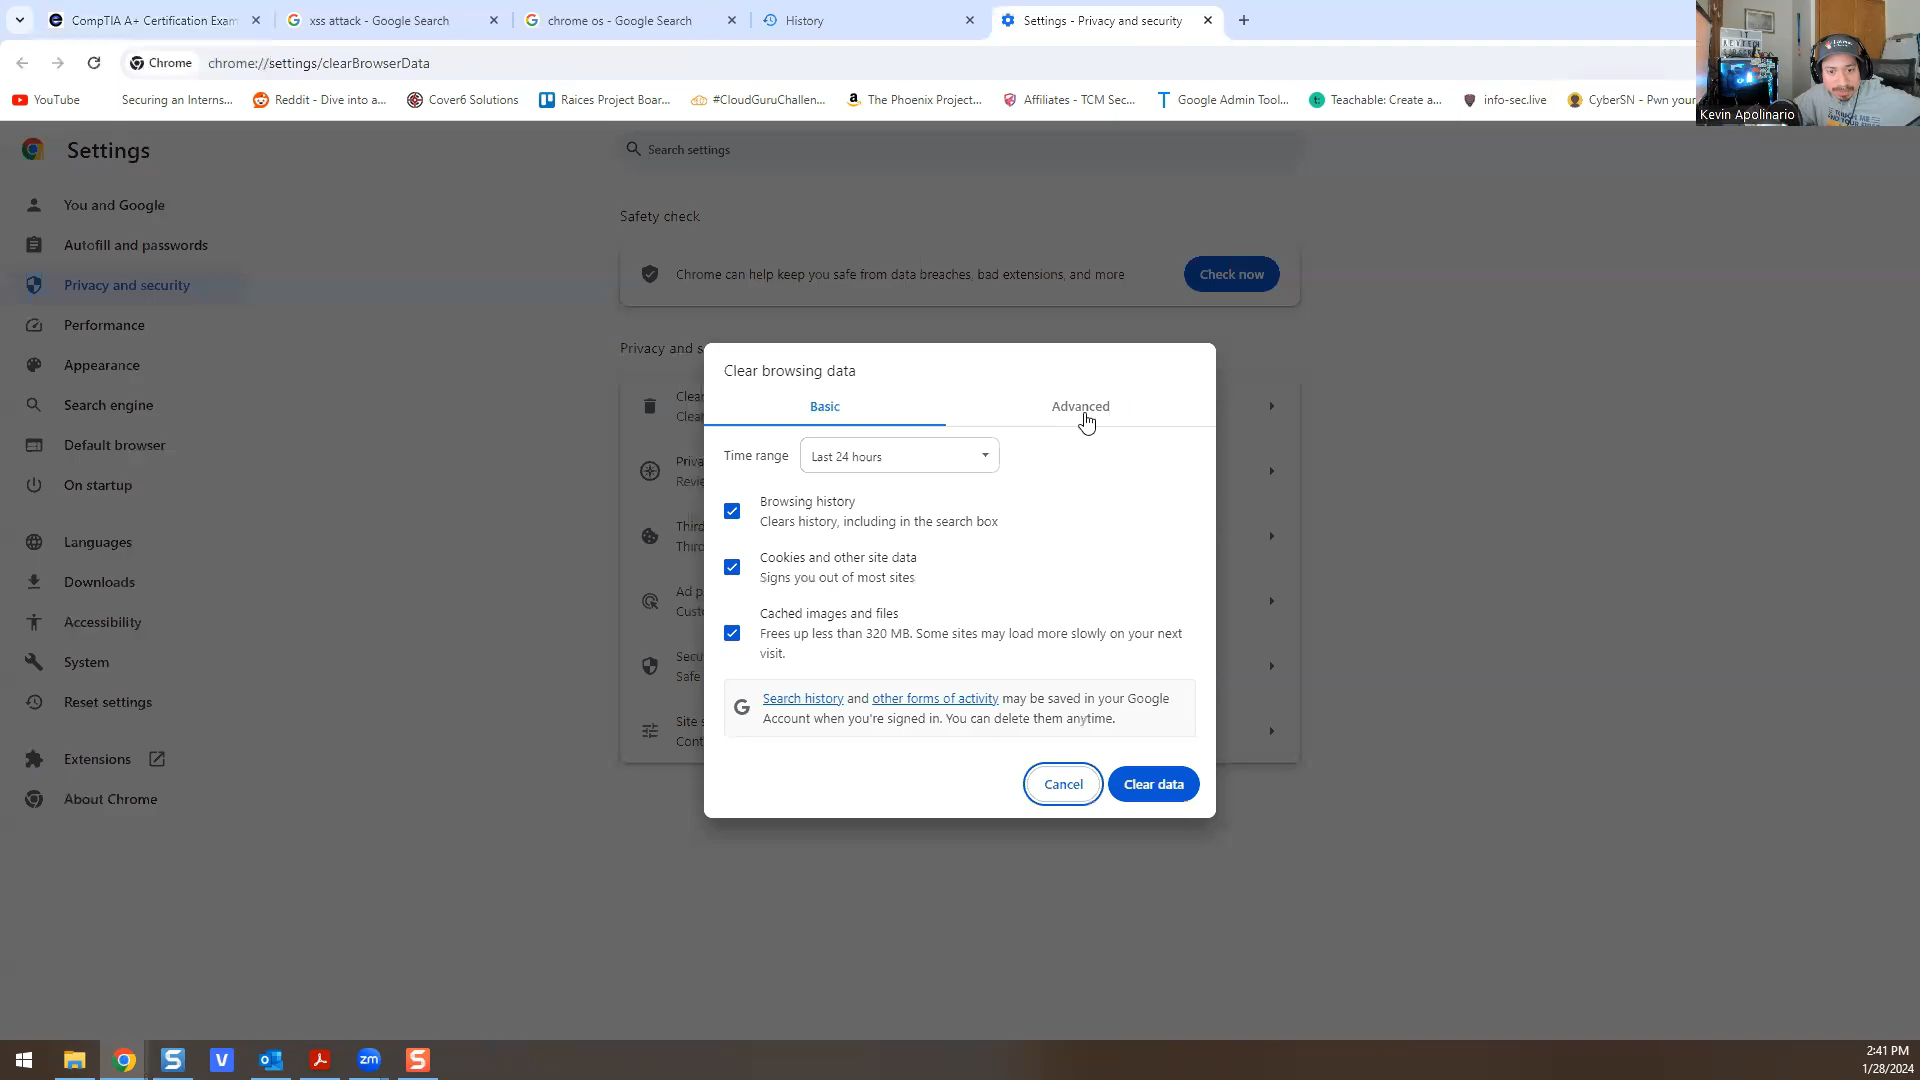 CompTIA A+ Certification Exam
xss attack - Google Search
chrome os - Google Search
History
Settings - Privacy and security
Chrome
chrome://settings/clearBrowserData
YouTube
Securing an Interns...
Reddit - Dive into a...
Cover6 Solutions
Raices Project Boar...
#CloudGuruChallen...
The Phoenix Project...
Affiliates - TCM Sec...
Google Admin Tool...
Teachable: Create a...
info-sec.live
CyberSN - Pwn your
Kevin Apolinario
Settings
Search settings
You and Google
Autofill and passwords
Privacy and security
Performance
Appearance
Search engine
Default browser
On startup
Languages
Downloads
Accessibility
System
Reset settings
Extensions
About Chrome
Safety check
Chrome can help keep you safe from data breaches, bad extensions, and more
Check now
Privacy and s
Clear
Clear
Priva
Revie
Third
Third
Ad p
Custo
Secu
Safe
Site s
Cont
Clear browsing data
Basic
Advanced
Time range
Last 24 hours
Browsing history
Clears history, including in the search box
Cookies and other site data
Signs you out of most sites
Cached images and files
Frees up less than 320 MB. Some sites may load more slowly on your next
visit.
Search history and other forms of activity may be saved in your Google
Account when you're signed in. You can delete them anytime.
Cancel
Clear data
zm
2:41 PM
1/28/2024